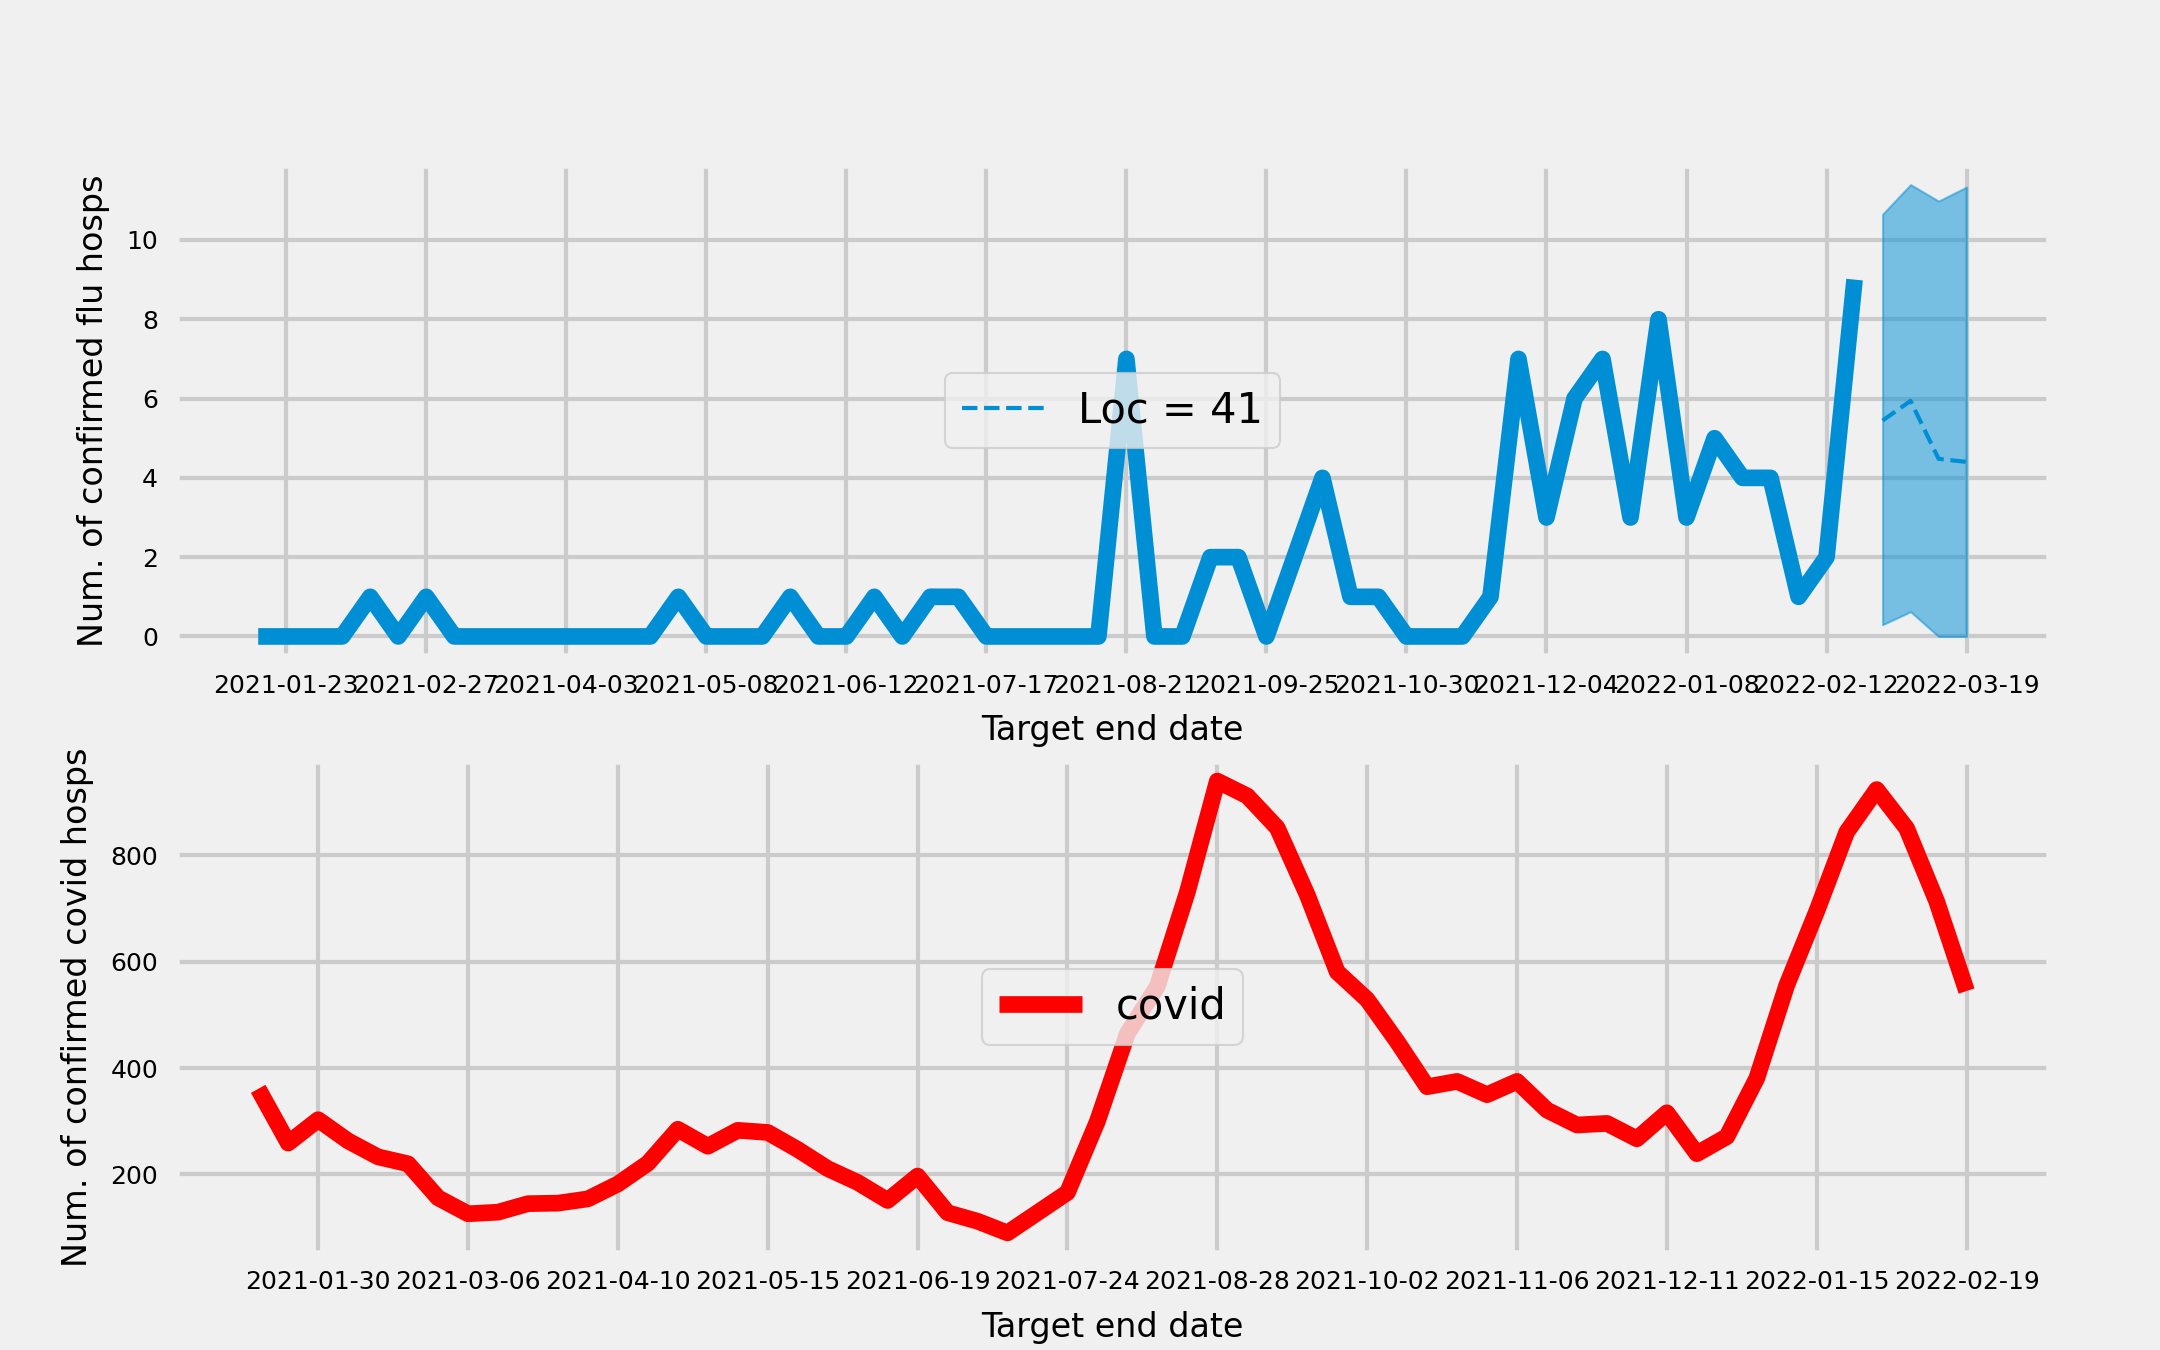 Num. of confirmed flu hosps
10
8
6
4
2
0
Loc = 41
2021-01-23 2021-02-27 2021-04-03 2021-05-08 2021-06-12 2021-07-17 2021-08-21 2021-09-25 2021-10-30 2021-12-04 2022-01-08 2022-02-12 2022-03-19
Target end date
Num. of confirmed covid hosps
800
600
400
200
covid
2021-01-30 2021-03-06 2021-04-10 2021-05-15 2021-06-19 2021-07-24 2021-08-28 2021-10-02 2021-11-06 2021-12-11 2022-01-15 2022-02-19
Target end date